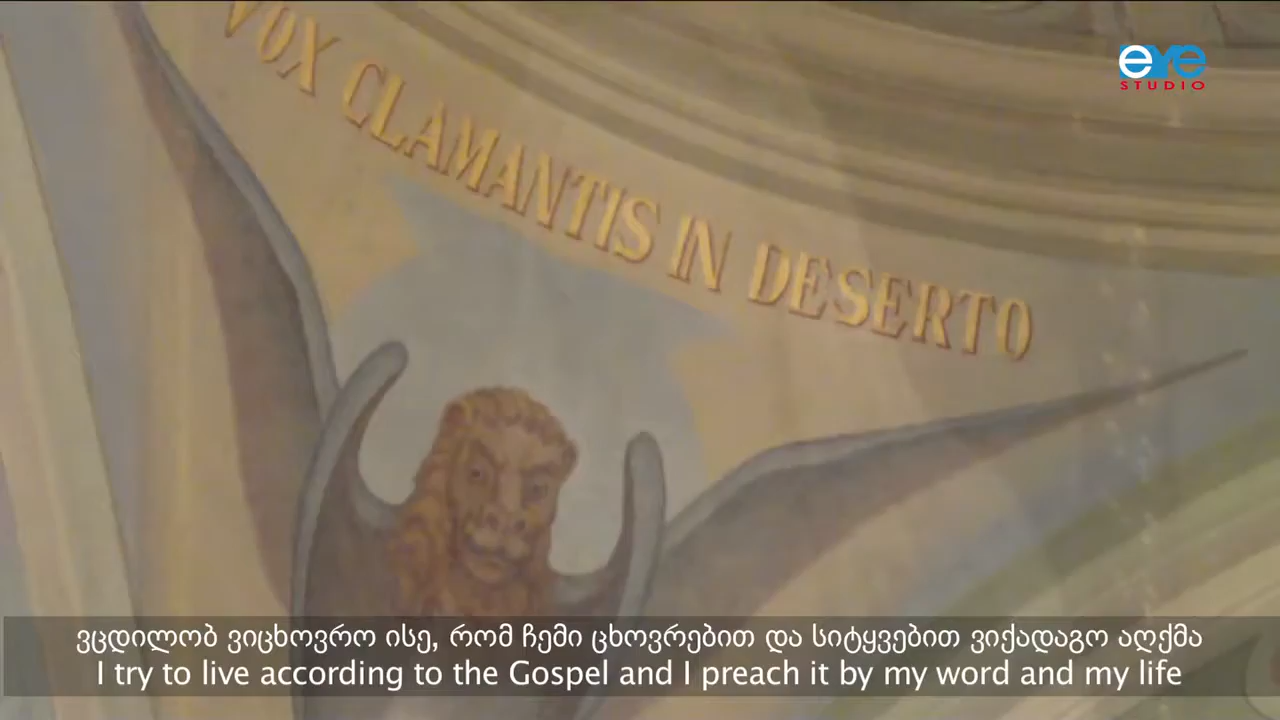 eye
STUDIO
VOX CLAMANTIS IN DESERTO
ვცდილობ ვიცხოვრო ისე, რომ ჩემი ცხოვრებით და სიტყვებით ვიქადაგო აღქმა
I try to live according to the Gospel and I preach it by my word and my life